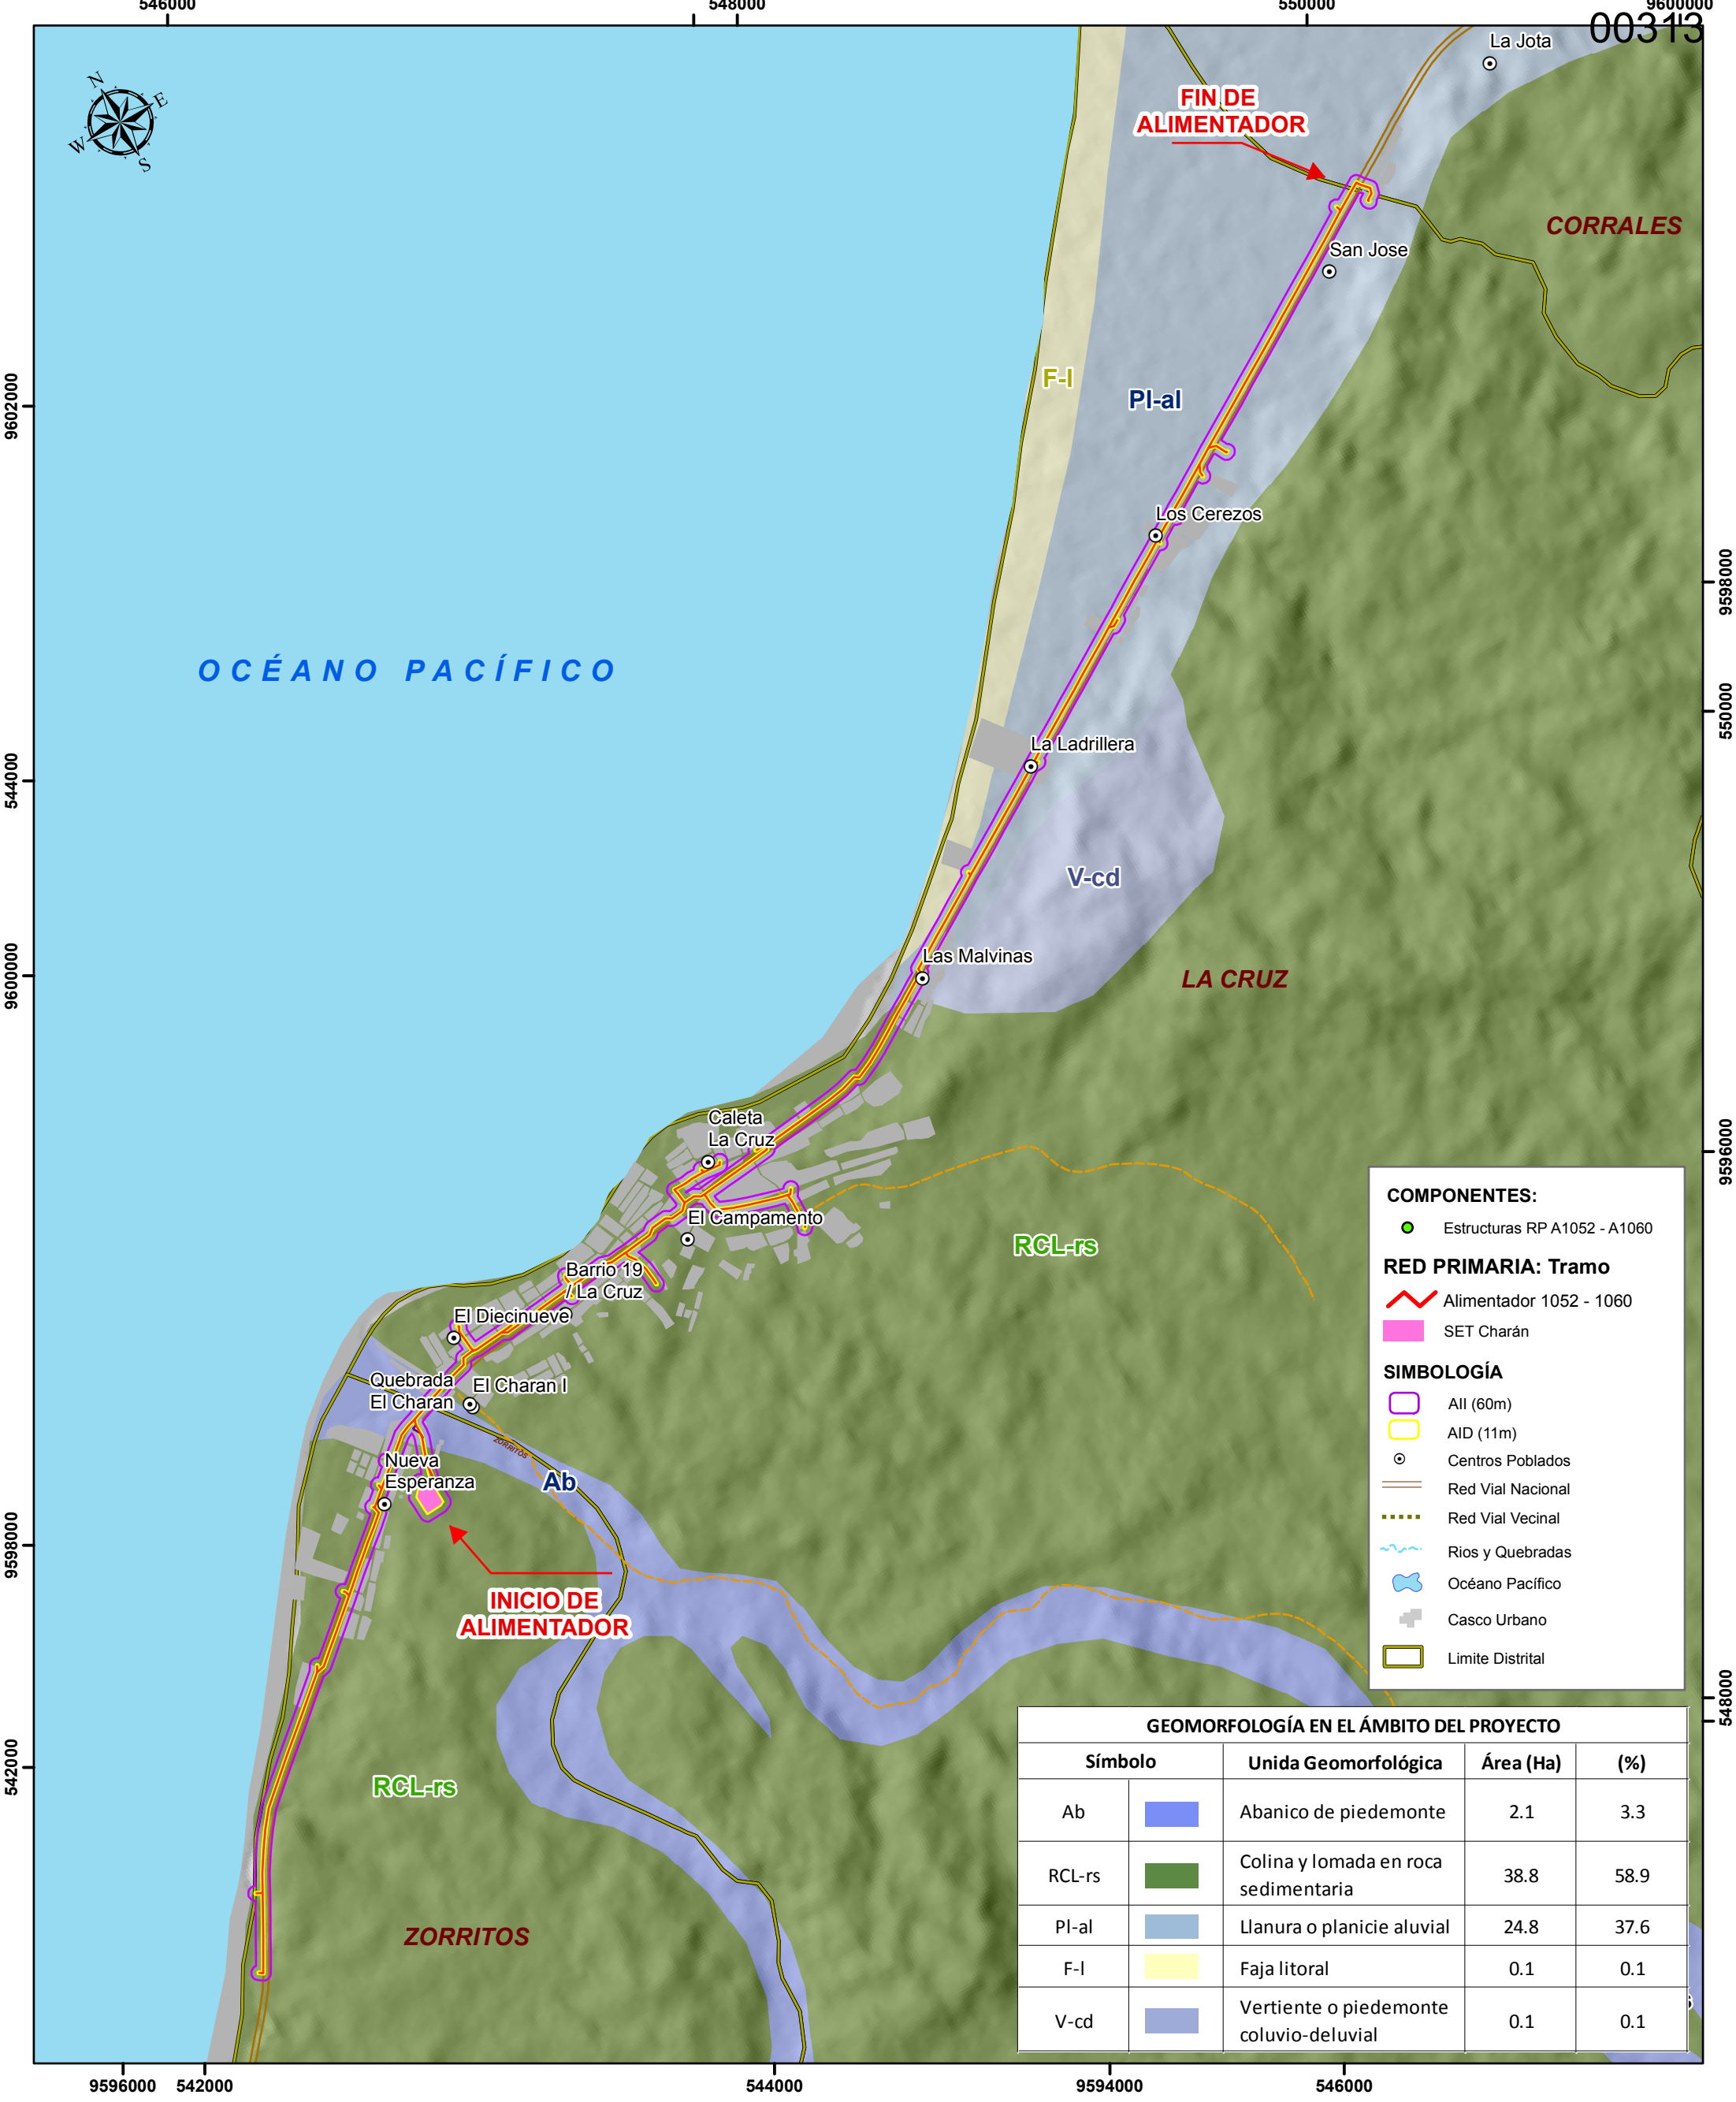 546000
548000
550000
9600000
00313
N
E
W
S
La Jota
FIN DE
ALIMENTADOR
CORRALES
San Jose
F-l
Pl-al
9602000
Los Cerezos
9598000
OCÉANO PACÍFICO
550000
La Ladrillera
544000
V-cd
Las Malvinas
LA CRUZ
9600000
Caleta
La Cruz
9596000
El Campamento
RCL-rs
Barrio 19
/ La Cruz
El Diecinueve
Quebrada
El Charan
El Charan I
ZORRITOS
Nueva
Esperanza
Ab
9598000
INICIO DE
ALIMENTADOR
COMPONENTES:
Estructuras RP A1052 - A1060
RED PRIMARIA: Tramo
Alimentador 1052 - 1060
SET Charán
SIMBOLOGÍA
AII (60m)
AID (11m)
Centros Poblados
Red Vial Nacional
Red Vial Vecinal
Rios y Quebradas
Océano Pacífico
Casco Urbano
Limite Distrital
548000
542000
RCL-rs
ZORRITOS
GEOMORFOLOGÍA EN EL ÁMBITO DEL PROYECTO
Símbolo Unida Geomorfológica Área (Ha) (%)
Ab Abanico de piedemonte 2.1 3.3
RCL-rs Colina y lomada en roca sedimentaria 38.8 58.9
Pl-al Llanura o planicie aluvial 24.8 37.6
F-l Faja litoral 0.1 0.1
V-cd Vertiente o piedemonte coluvio-deluvial 0.1 0.1
9596000
542000
544000
9594000
546000